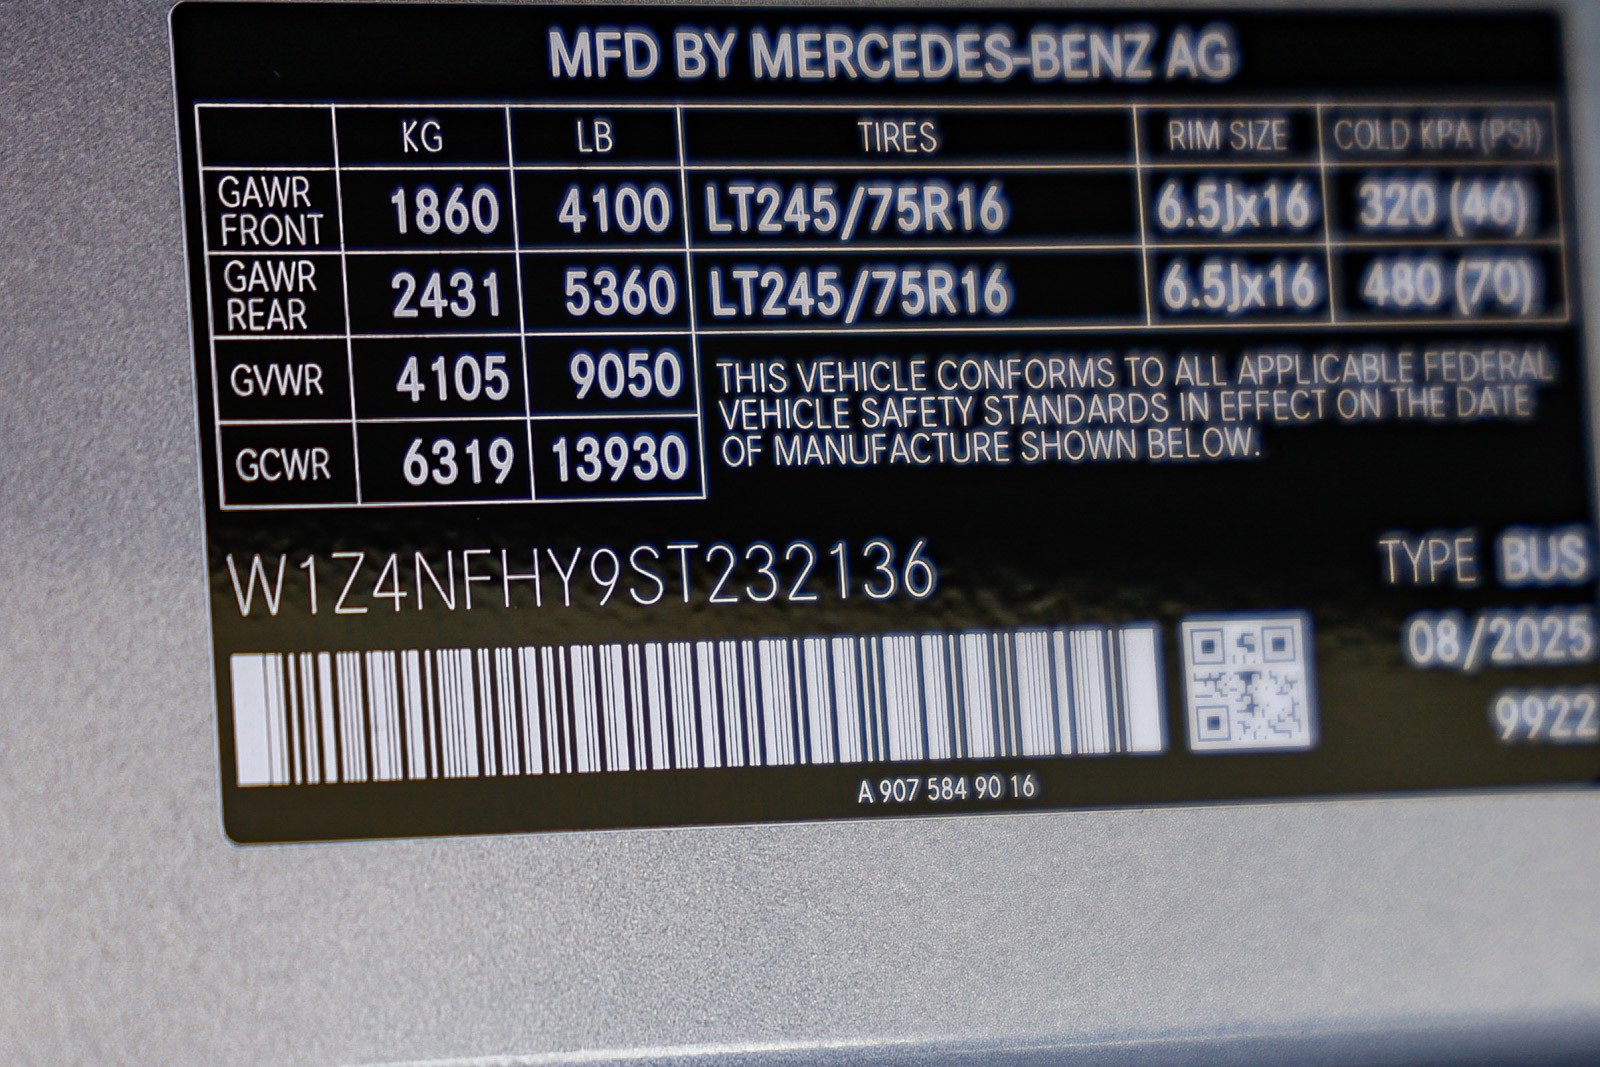 MFD BY MERCEDES-BENZ AG
KG LB TIRES RIM SIZE COLD KPA (PSI)
GAWR FRONT 1860 4100 LT245/75R16 6.5Jx16 320 (46)
GAWR REAR 2431 5360 LT245/75R16 6.5Jx16 480 (70)
GVWR 4105 9050
GCWR 6319 13930
THIS VEHICLE CONFORMS TO ALL APPLICABLE FEDERAL
VEHICLE SAFETY STANDARDS IN EFFECT ON THE DATE
OF MANUFACTURE SHOWN BELOW.
W1Z4NFHY9ST232136
TYPE BUS
08/2025
9922
A 907 584 90 16